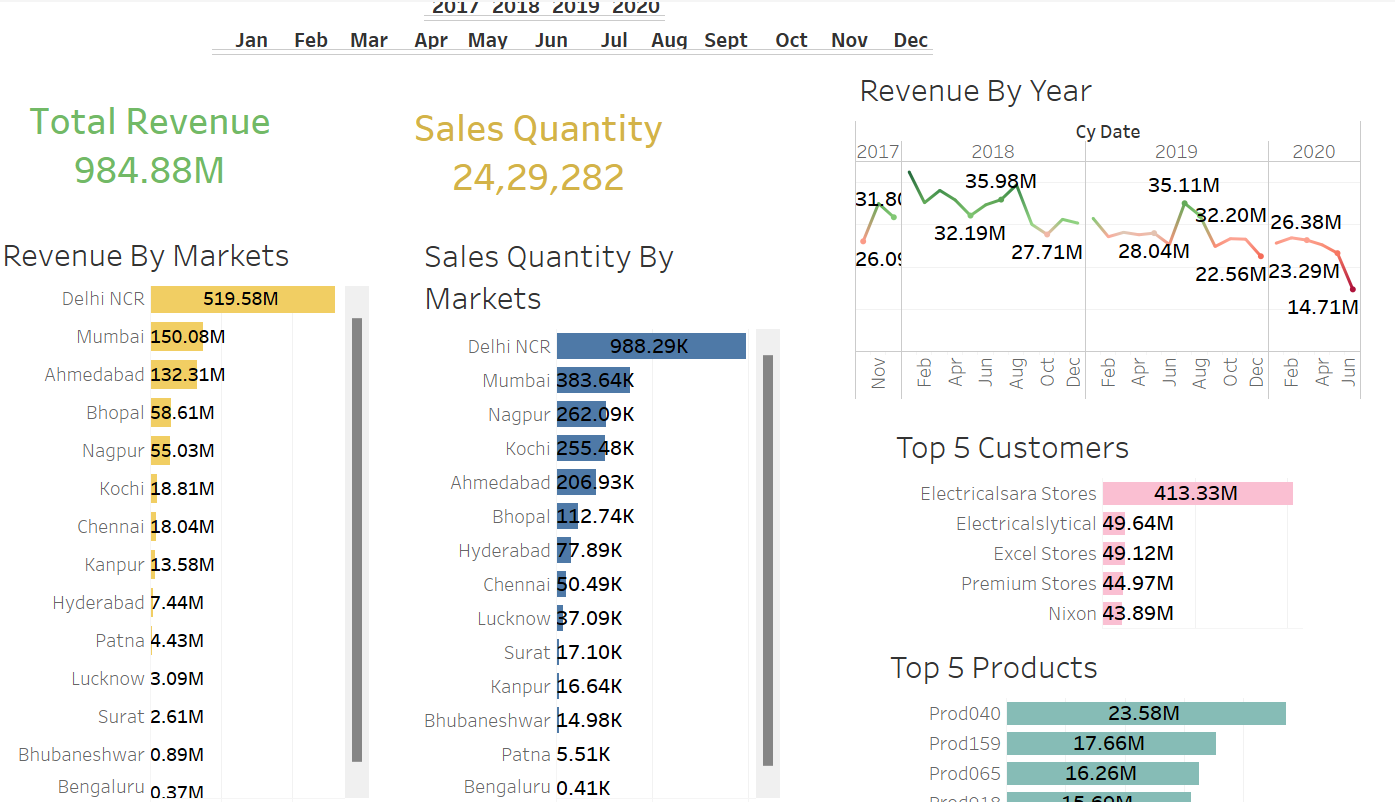 2017 2018 2019 2020
Jan Feb Mar Apr May Jun Jul Aug Sept Oct Nov Dec
Total Revenue
984.88M
Sales Quantity
24,29,282
Revenue By Markets
Delhi NCR 519.58M
Mumbai 150.08M
Ahmedabad 132.31M
Bhopal 58.61M
Nagpur 55.03M
Kochi 18.81M
Chennai 18.04M
Kanpur 13.58M
Hyderabad 7.44M
Patna 4.43M
Lucknow 3.09M
Surat 2.61M
Bhubaneshwar 0.89M
Bengaluru 0.37M
Sales Quantity By
Markets
Delhi NCR 988.29K
Mumbai 383.64K
Nagpur 262.09K
Kochi 255.48K
Ahmedabad 206.93K
Bhopal 112.74K
Hyderabad 77.89K
Chennai 50.49K
Lucknow 37.09K
Surat 17.10K
Kanpur 16.64K
Bhubaneshwar 14.98K
Patna 5.51K
Bengaluru 0.41K
Revenue By Year
Cy Date
2017 2018 2019 2020
35.98M 35.11M
31.80 32.20M 26.38M
32.19M 27.71M 28.04M
26.09 22.56M 23.29M
14.71M
Nov Feb Apr Jun Aug Oct Dec Feb Apr Jun Aug Oct Dec Feb Apr Jun
Top 5 Customers
Electricalsara Stores 413.33M
Electricalslytical 49.64M
Excel Stores 49.12M
Premium Stores 44.97M
Nixon 43.89M
Top 5 Products
Prod040 23.58M
Prod159 17.66M
Prod065 16.26M
Prod018 15.69M